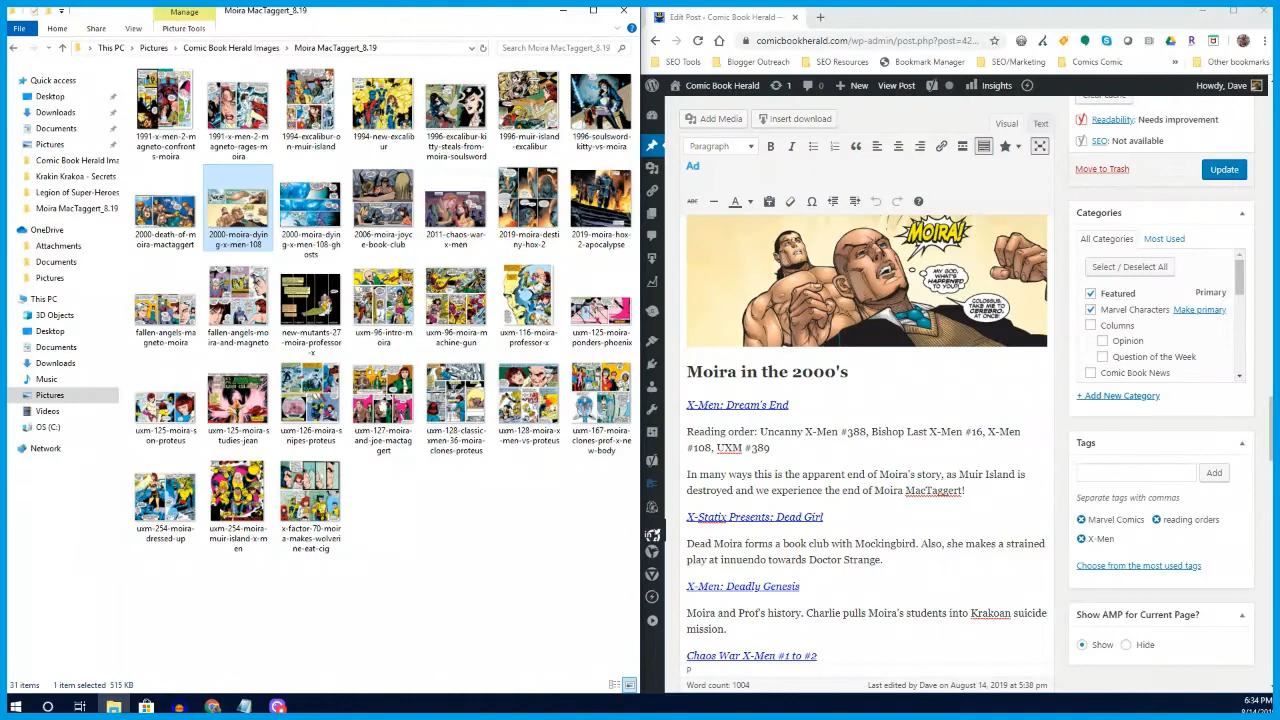 Manage
Moira MacTaggert_8.19
File
Home
Share
View
Picture Tools
This PC
Pictures
Comic Book Herald Images
Moira MacTaggert_8.19
Search Moira MacTaggert_8.19
Quick access
Desktop
Downloads
Documents
Pictures
Comic Book Herald Ima
Krakin Krakoa - Secrets
Legion of Super-Heroes
Moira MacTaggert_8.19
OneDrive
Attachments
Documents
Pictures
This PC
3D Objects
Desktop
Documents
Downloads
Music
Pictures
Videos
OS (C:)
Network
1991-x-men-2-magneto-confronts-moira
1991-x-men-2-magneto-rages-moira
1994-excalibur-on-muir-island
1994-new-excalibur
1996-excalibur-kitty-steals-from-moira-soulsword
1996-muir-island-excalibur
1996-soulsword-kitty-vs-moira
2000-death-of-moira-mactaggert
2000-moira-dying-x-men-108
2000-moira-dying-x-men-108-ghosts
2006-moira-joyce-book-club
2011-chaos-war-x-men
2019-moira-destiny-hox-2
2019-moira-hox-2-apocalypse
fallen-angels-magneto-moira
fallen-angels-moira-and-magneto
new-mutants-27-moira-professor-x
uxm-96-intro-moira
uxm-96-moira-machine-gun
uxm-116-moira-professor-x
uxm-125-moira-ponders-phoenix
uxm-125-moira-son-proteus
uxm-125-moira-studies-jean
uxm-126-moira-snipes-proteus
uxm-127-moira-and-joe-mactaggert
uxm-128-classic-xmen-36-moira-clones-proteus
uxm-128-moira-x-men-vs-proteus
uxm-167-moira-clones-prof-x-new-body
uxm-254-moira-dressed-up
uxm-254-moira-muir-island-x-men
x-factor-70-moira-makes-wolverine-eat-cig
31 items
1 item selected 515 KB
Edit Post ‹ Comic Book Herald
comicbookherald.com/wp-admin/post.php?post=42...
SEO Tools
Blogger Outreach
SEO Resources
Bookmark Manager
SEO/Marketing
Comics Comic
Other bookmarks
Comic Book Herald
1
0
New
View Post
Insights
Howdy, Dave
Add Media
Insert download
Visual
Text
Paragraph
Ad
MOIRA!
MY GOD, WHAT'S HAPPENED TO YOU?!
COLOSSUS, TAKE ME TO CEREBRO, AT ONCE!
Moira in the 2000's
X-Men: Dream's End
Reading order: Uncanny X-Men #388, Bishop Last X-Men #16, X-Men
#108, UXM #389
In many ways this is the apparent end of Moira's story, as Muir Island is
destroyed and we experience the end of Moira MacTaggert!
X-Statix Presents: Dead Girl
Dead Moira forms a book club with Mockingbird. Also, she makes a strained
play at innuendo towards Doctor Strange.
X-Men: Deadly Genesis
Moira and Prof's history. Charlie pulls Moira's students into Krakoan suicide
mission.
Chaos War X-Men #1 to #2
P
Word count: 1004
Last edited by Dave on August 14, 2019 at 5:38 pm
Readability: Needs improvement
SEO: Not available
Move to Trash
Update
Categories
All Categories
Most Used
Select / Deselect All
Featured
Primary
Marvel Characters
Make primary
Columns
Opinion
Question of the Week
Comic Book News
+ Add New Category
Tags
Add
Separate tags with commas
Marvel Comics
reading orders
X-Men
Choose from the most used tags
Show AMP for Current Page?
Show
Hide
6:34 PM